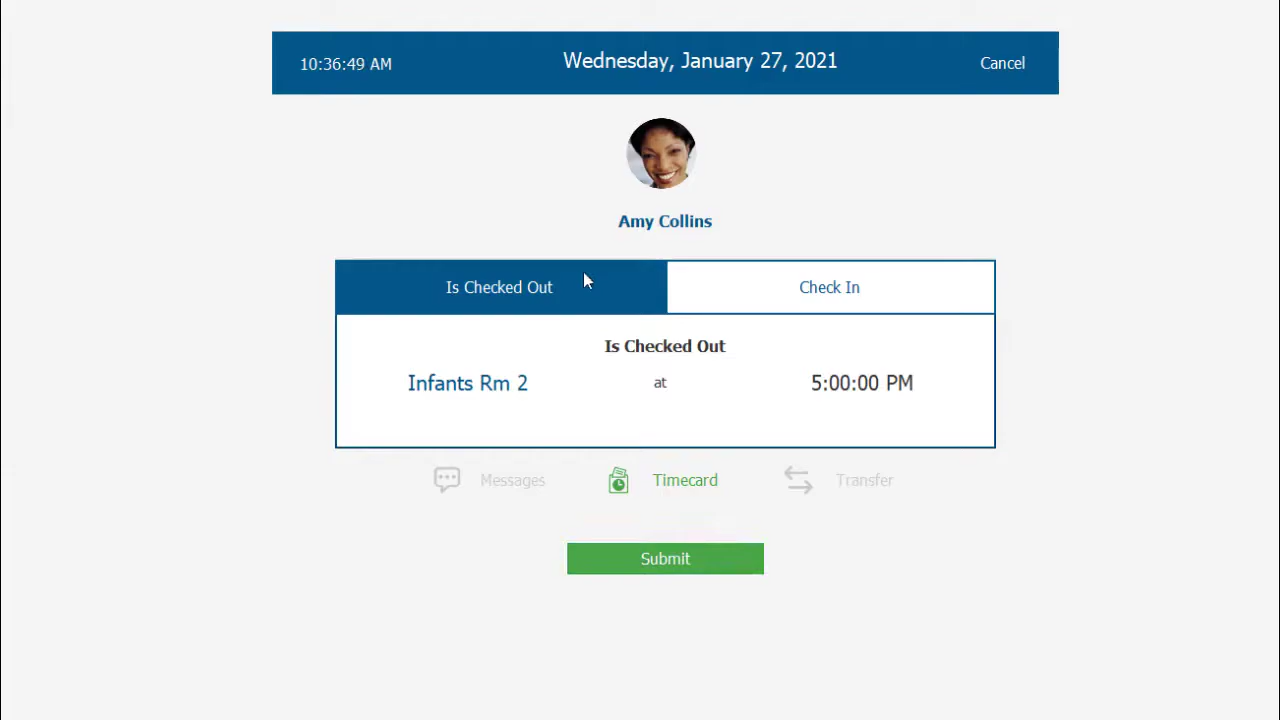 10:36:49 AM Wednesday, January 27, 2021 Cancel
Amy Collins
Is Checked Out Check In
Is Checked Out
Infants Rm 2 at 5:00:00 PM
Messages Timecard Transfer
Submit